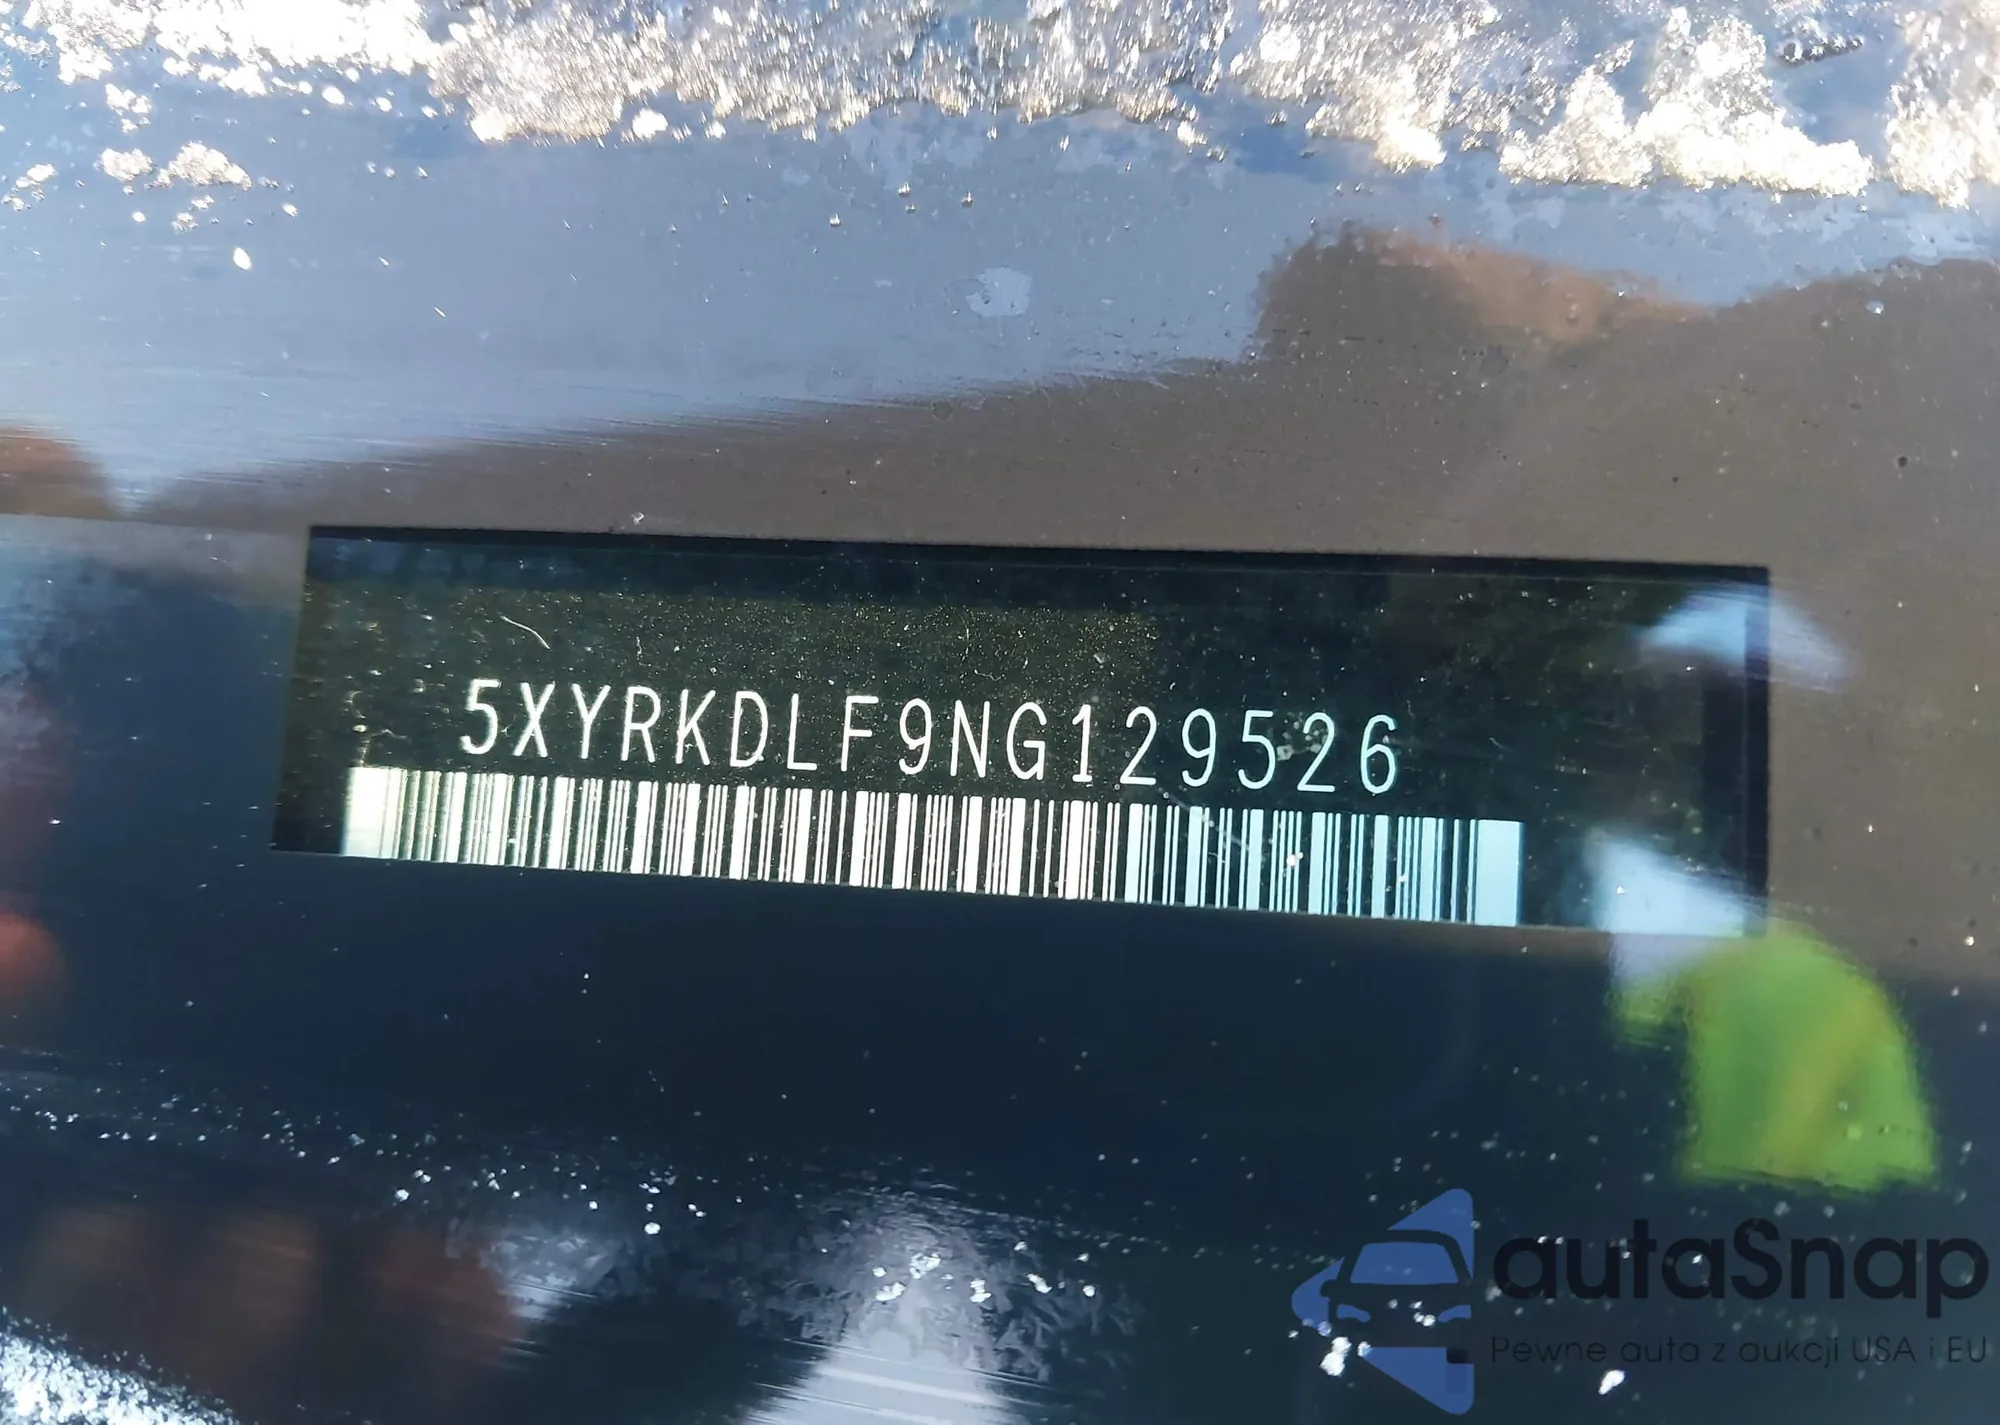 5XYRKDLF9NG129526
autaSnap
Pewne auta z aukcji USA i EU